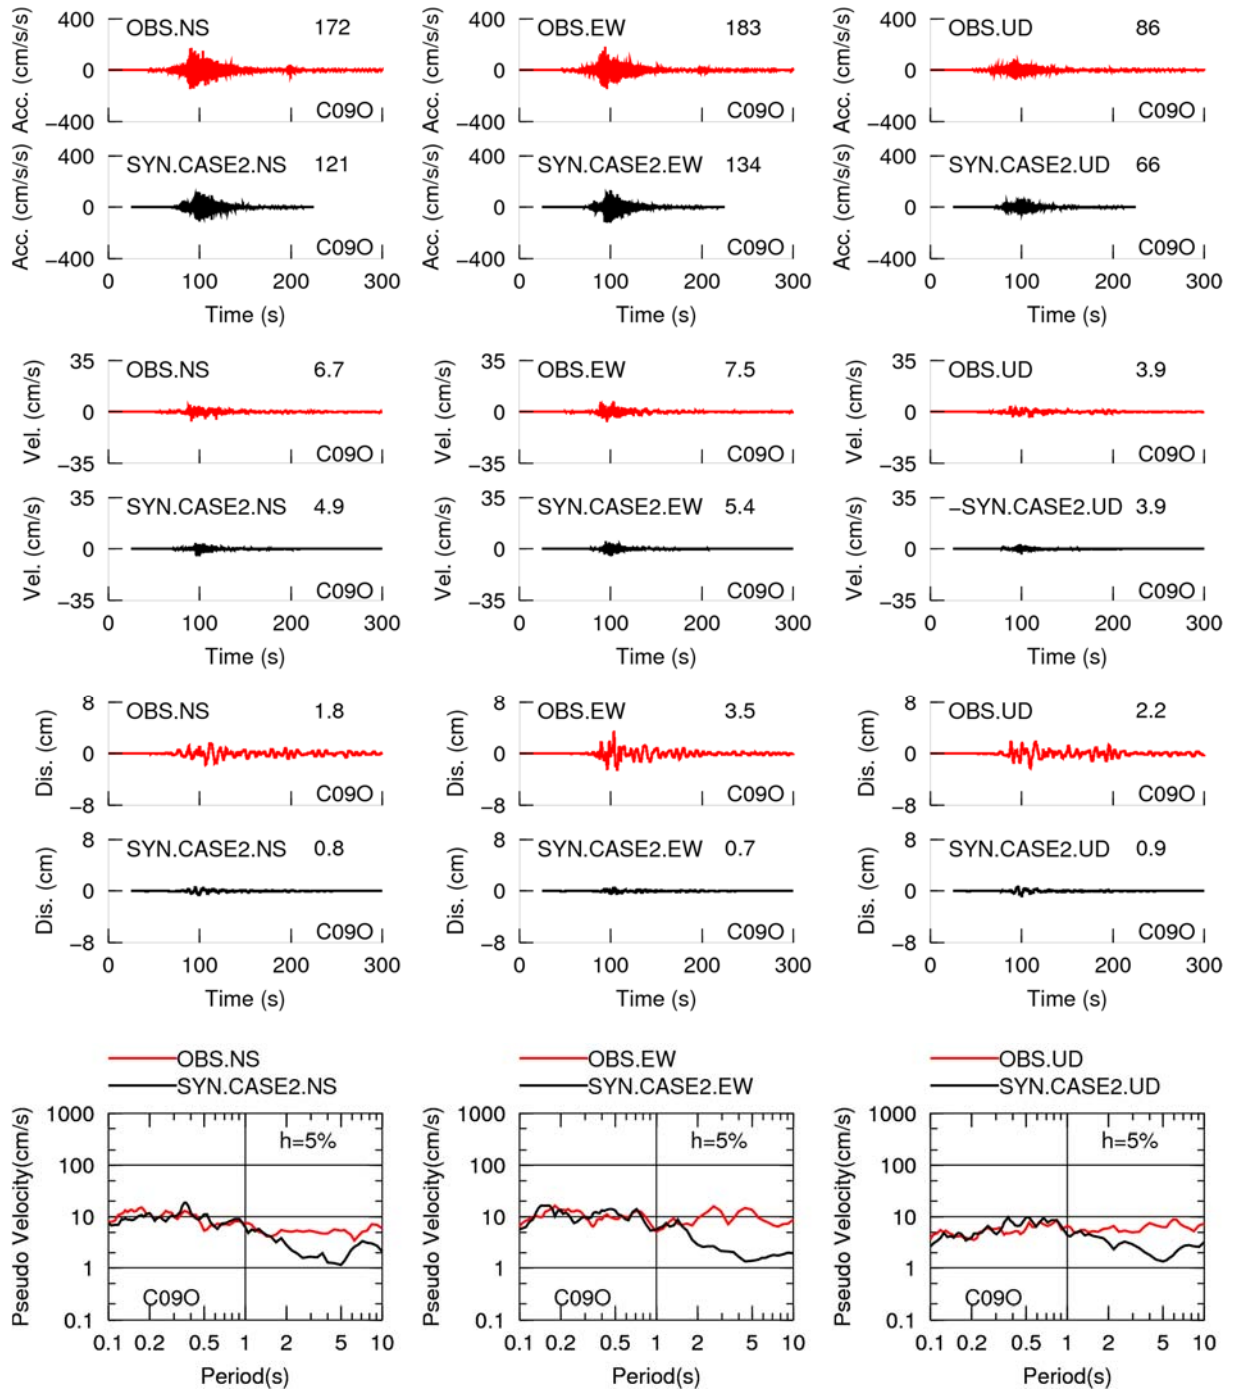 400 OBS.NS 172
0
−400 C09O
Acc. (cm/s/s)
400 OBS.EW 183
0
−400 C09O
Acc. (cm/s/s)
400 OBS.UD 86
0
−400 C09O
Acc. (cm/s/s)
400 SYN.CASE2.NS 121
0
−400 C09O
Acc. (cm/s/s)
0 100 200 300
Time (s)
400 SYN.CASE2.EW 134
0
−400 C09O
Acc. (cm/s/s)
0 100 200 300
Time (s)
400 SYN.CASE2.UD 66
0
−400 C09O
Acc. (cm/s/s)
0 100 200 300
Time (s)
35 OBS.NS 6.7
0
−35 C09O
Vel. (cm/s)
35 OBS.EW 7.5
0
−35 C09O
Vel. (cm/s)
35 OBS.UD 3.9
0
−35 C09O
Vel. (cm/s)
35 SYN.CASE2.NS 4.9
0
−35 C09O
Vel. (cm/s)
0 100 200 300
Time (s)
35 SYN.CASE2.EW 5.4
0
−35 C09O
Vel. (cm/s)
0 100 200 300
Time (s)
35 −SYN.CASE2.UD 3.9
0
−35 C09O
Vel. (cm/s)
0 100 200 300
Time (s)
8 OBS.NS 1.8
0
−8 C09O
Dis. (cm)
8 OBS.EW 3.5
0
−8 C09O
Dis. (cm)
8 OBS.UD 2.2
0
−8 C09O
Dis. (cm)
8 SYN.CASE2.NS 0.8
0
−8 C09O
Dis. (cm)
0 100 200 300
Time (s)
8 SYN.CASE2.EW 0.7
0
−8 C09O
Dis. (cm)
0 100 200 300
Time (s)
8 SYN.CASE2.UD 0.9
0
−8 C09O
Dis. (cm)
0 100 200 300
Time (s)
OBS.NS
SYN.CASE2.NS
1000
h=5%
100
10
1
C09O
0.1
Pseudo Velocity(cm/s)
0.1 0.2 0.5 1 2 5 10
Period(s)
OBS.EW
SYN.CASE2.EW
1000
h=5%
100
10
1
C09O
0.1
Pseudo Velocity(cm/s)
0.1 0.2 0.5 1 2 5 10
Period(s)
OBS.UD
SYN.CASE2.UD
1000
h=5%
100
10
1
C09O
0.1
Pseudo Velocity(cm/s)
0.1 0.2 0.5 1 2 5 10
Period(s)